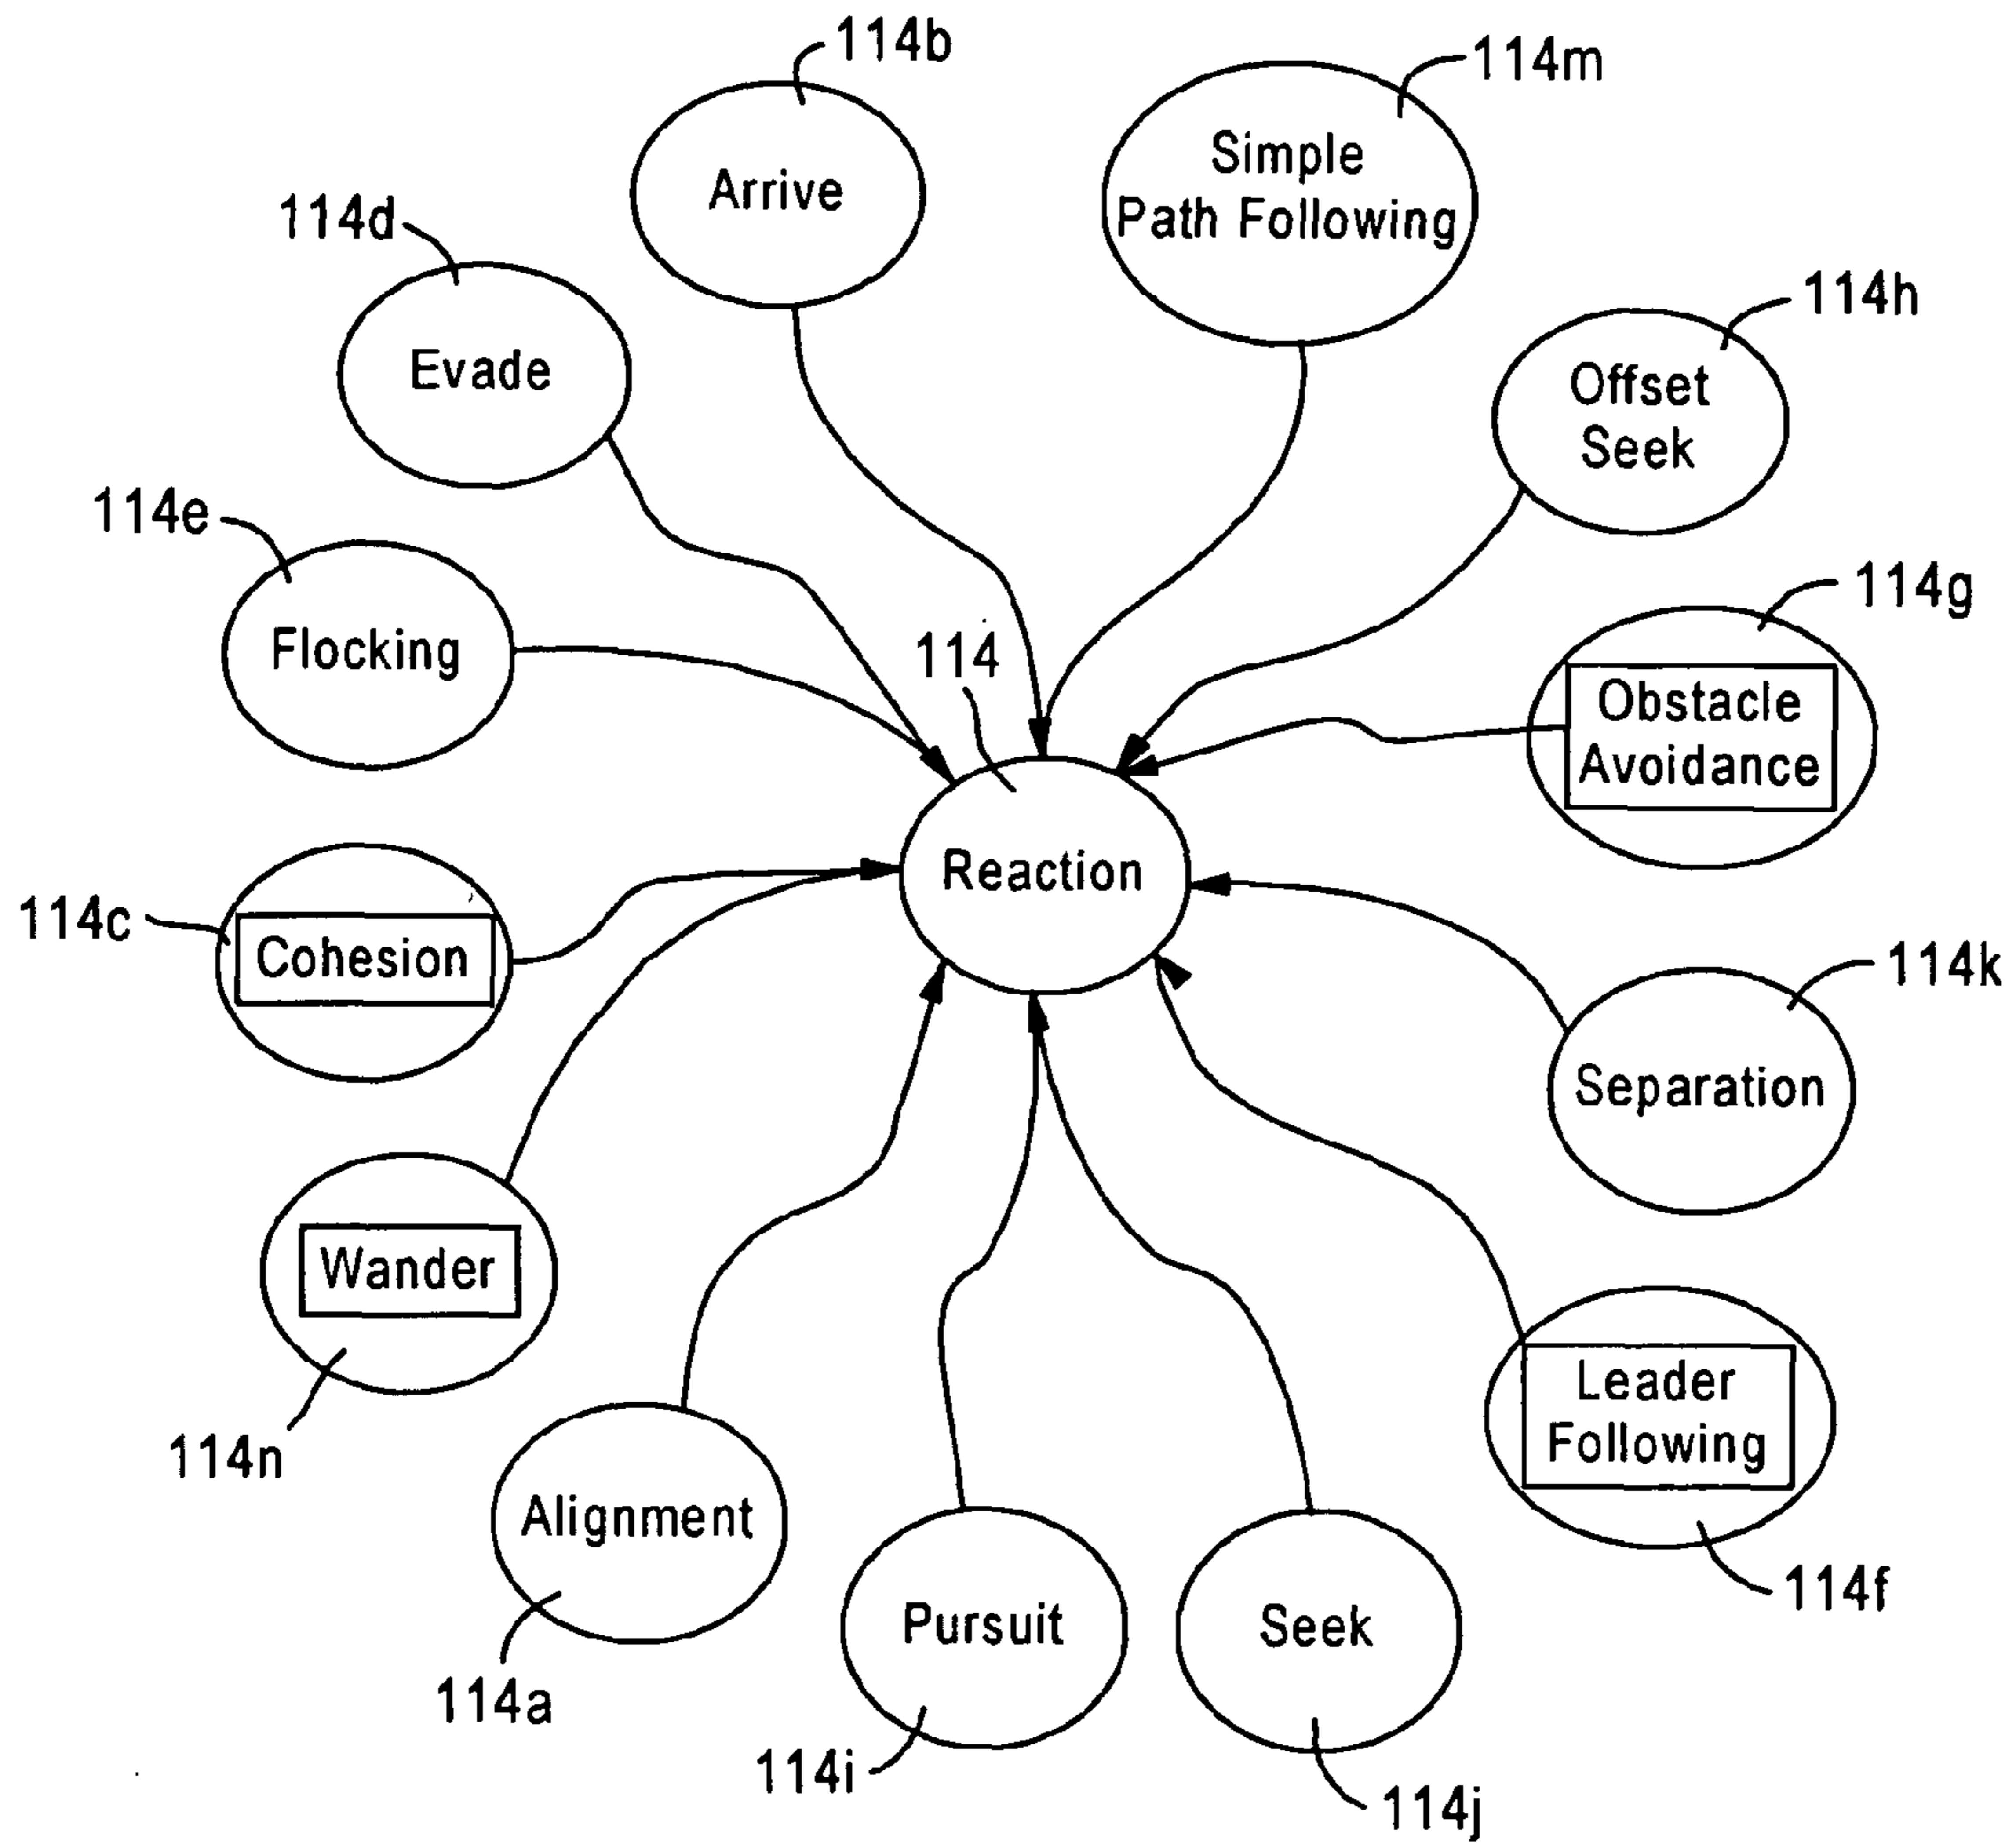 114b
114m
Arrive
Simple
Path Following
114d
114h
Evade
Offset
Seek
114e
114g
Flocking
114
Obstacle
Avoidance
Reaction
114c
Cohesion
114k
Separation
Wander
Leader
Following
114n
Alignment
114f
Pursuit
Seek
114a
114i
114j